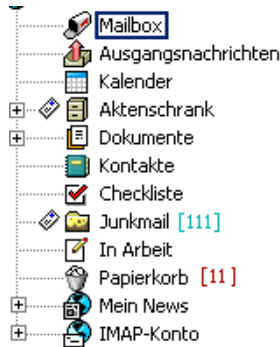 Mailbox
Ausgangsnachrichten
Kalender
Aktenschrank
Dokumente
Kontakte
Checkliste
Junkmail [111]
In Arbeit
Papierkorb [11]
Mein News
IMAP-Konto